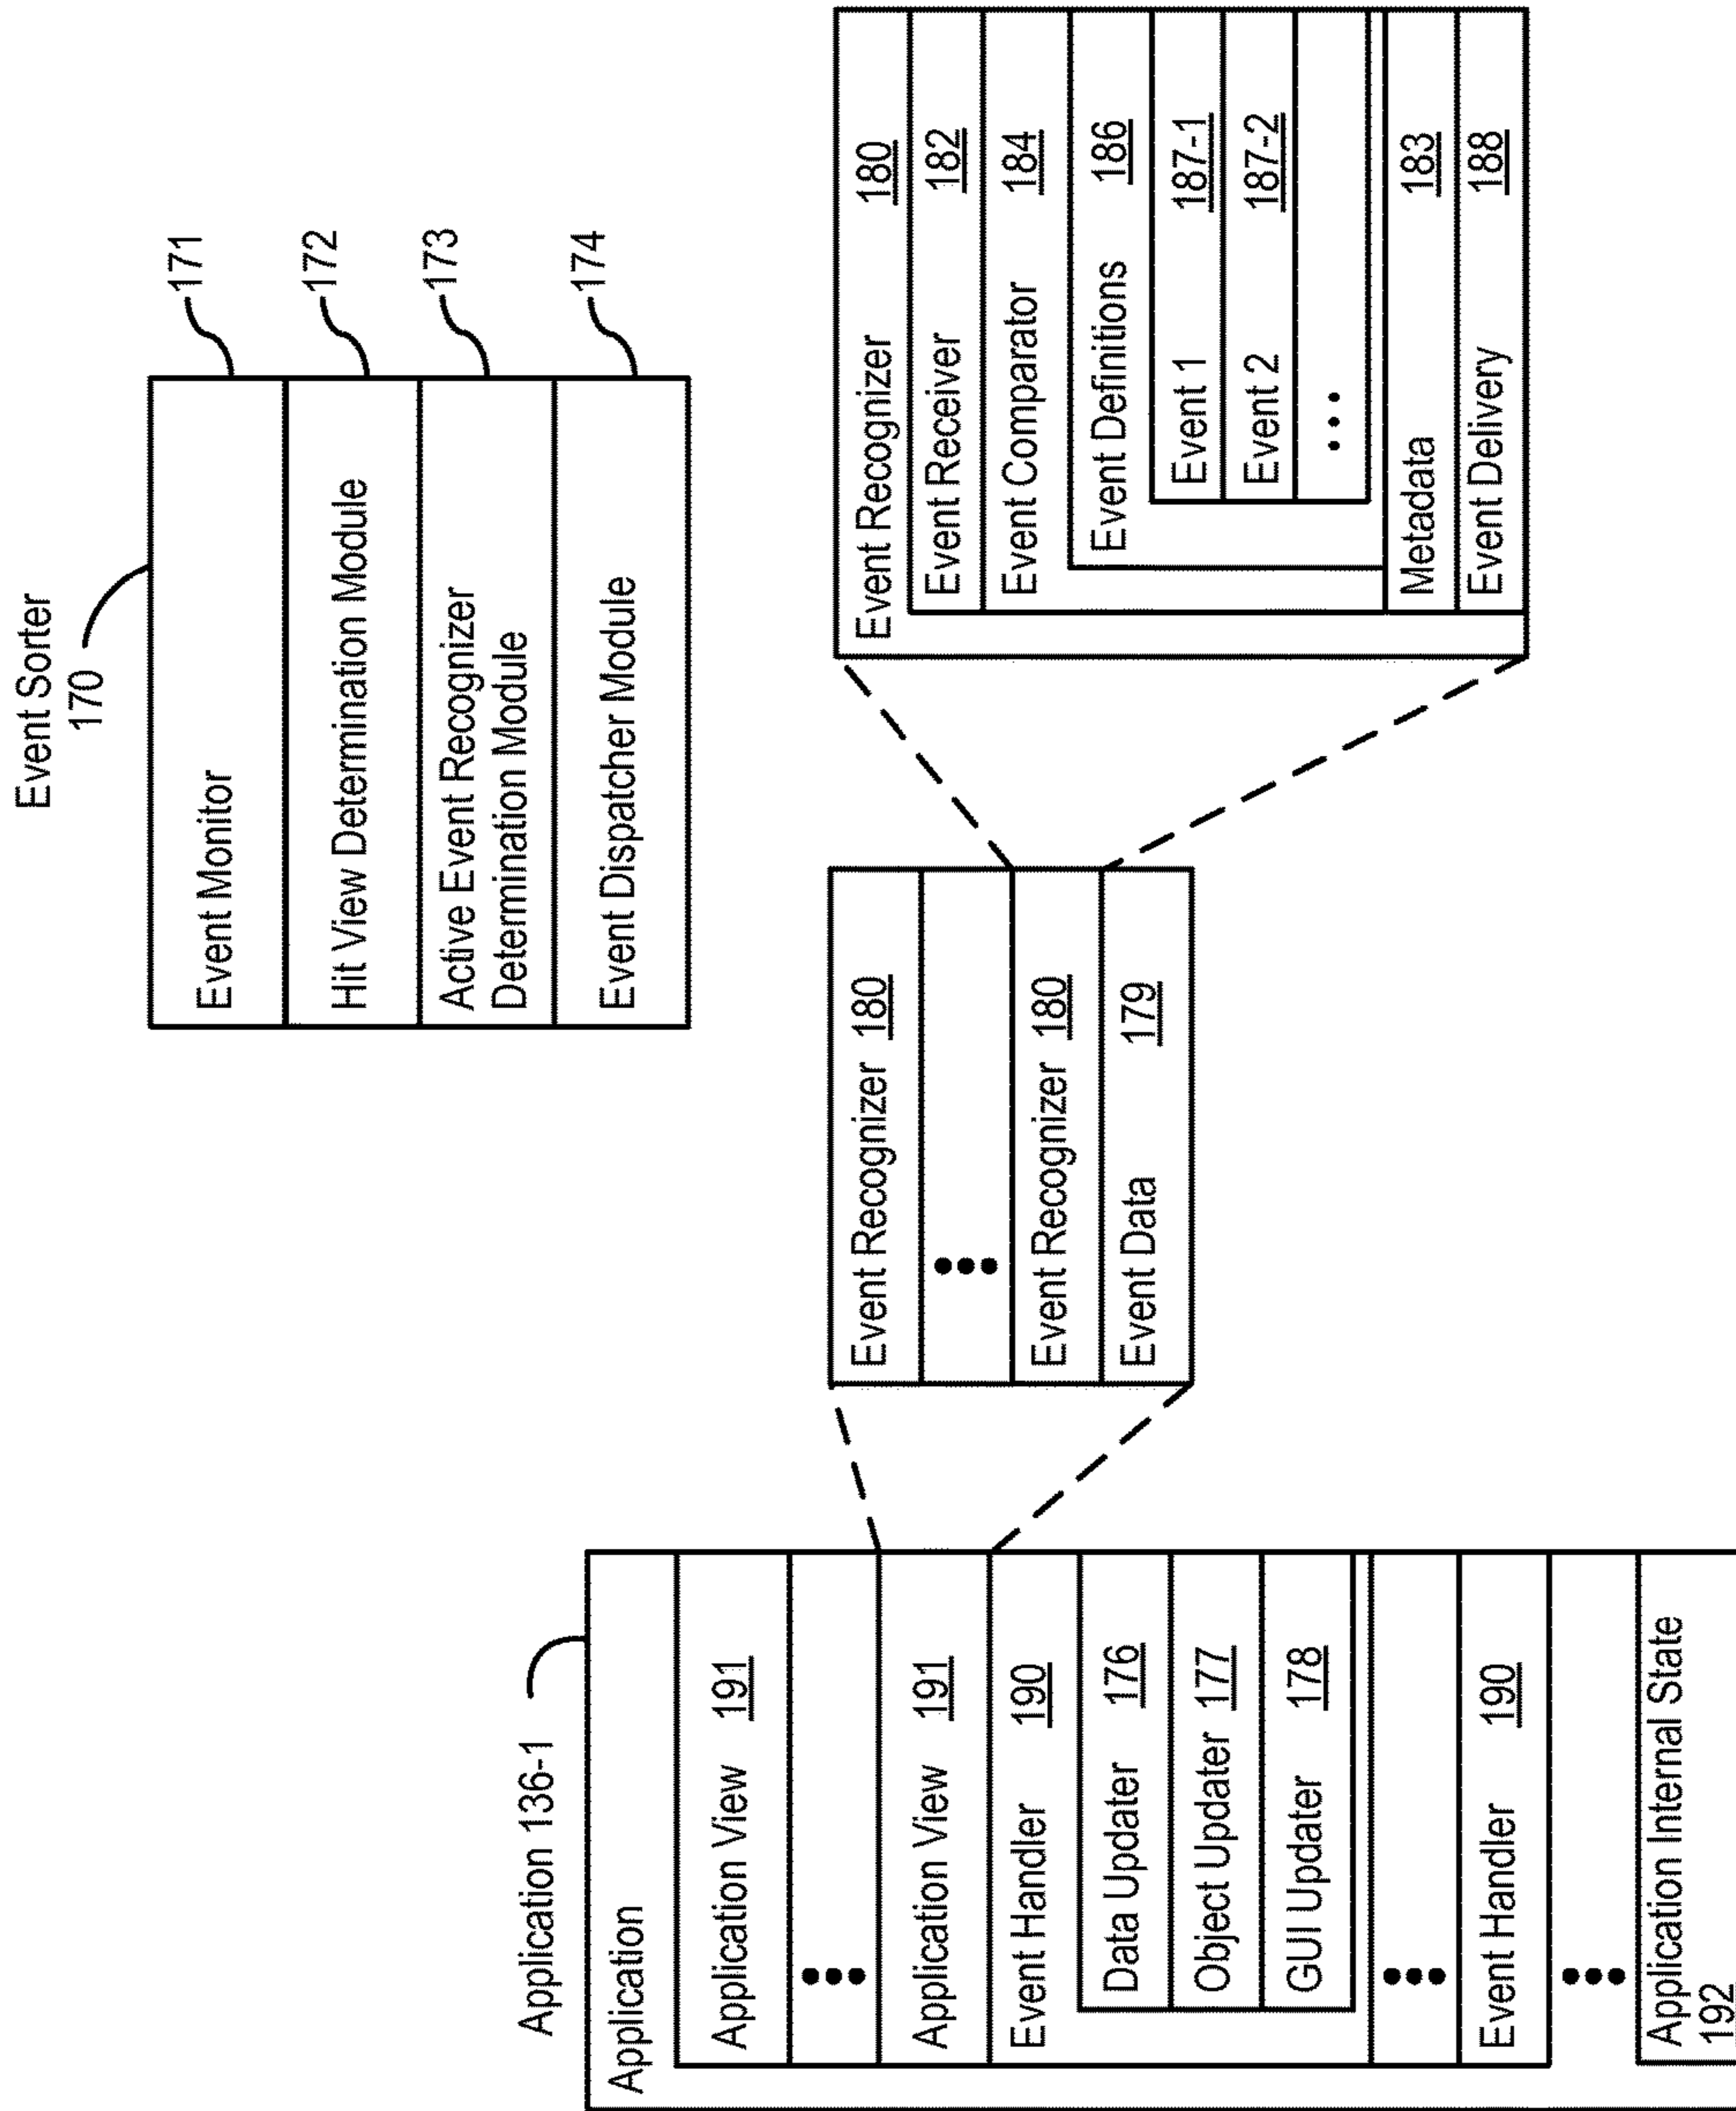 Event Sorter
170
Event Monitor
171
Hit View Determination Module
172
Active Event Recognizer
Determination Module
173
Event Dispatcher Module
174
Application 136-1
Application
Application View 191
•••
Application View 191
Event Handler 190
Data Updater 176
Object Updater 177
GUI Updater 178
•••
Event Handler 190
•••
Application Internal State
192
Event Recognizer 180
•••
Event Recognizer 180
Event Data 179
Event Recognizer 180
Event Receiver 182
Event Comparator 184
Event Definitions 186
Event 1 187-1
Event 2 187-2
•••
Metadata 183
Event Delivery 188